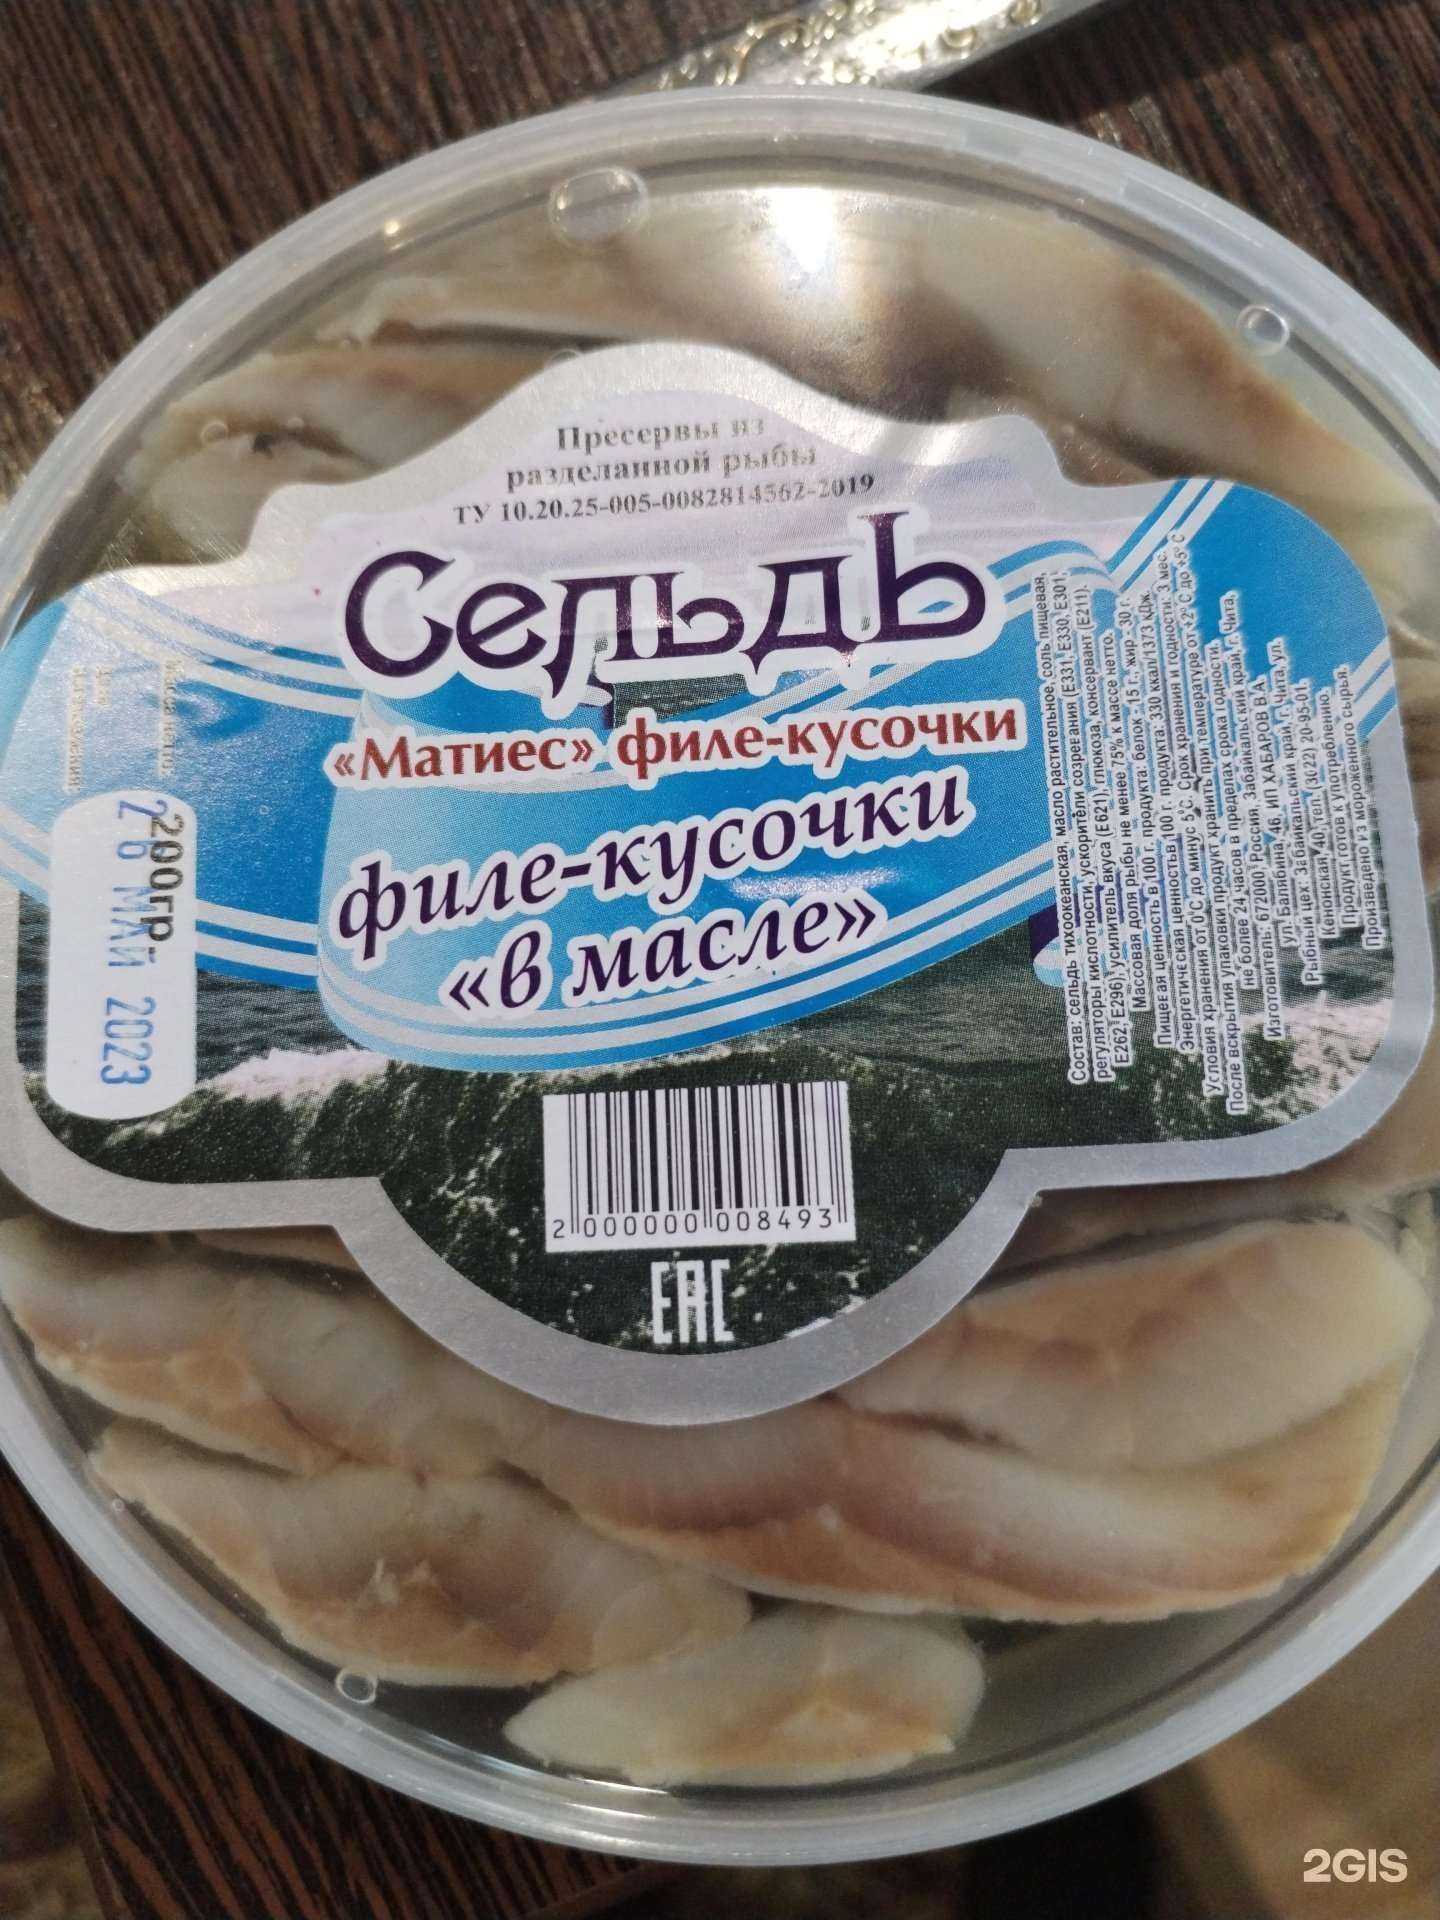 Пресервы из
разделанной рыбы
ТУ 10.20.25-005-0082814562-2019
СельдЬ
«Матиес» филе-кусочки
филе-кусочки
«в масле»
Масса нетто:
200гр
26 МАЙ 2023
Состав: сельдь тихоокеанская, масло растительное, соль пищевая,
регуляторы кислотности, ускорители созревания (Е331, Е330, Е301,
Е262, Е296), усилитель вкуса (Е621), глюкоза, консервант (Е211).
Массовая доля рыбы не менее 75% к массе нетто.
Пищевая ценность в 100 г. продукта: белок - 15 г., жир - 30 г.
Энергетическая ценность в 100 г. продукта: 330 ккал/1373 кДж.
Условия хранения от 0°С до минус 5°С. Срок хранения и годности: 3 мес.
После вскрытия упаковки продукт хранить при температуре от +2°С до +5°С
не более 24 часов в пределах срока годности.
Изготовитель: 672000, Россия, Забайкальский край, г. Чита,
ул. Балябина, 46, ИП ХАБАРОВ В.А.
Рыбный цех: Забайкальский край, г. Чита, ул.
Кенонская, 40, тел. (3022) 20-95-01.
Продукт готов к употреблению.
Произведено из мороженого сырья.
2 000000 008493
ЕАС
2GIS